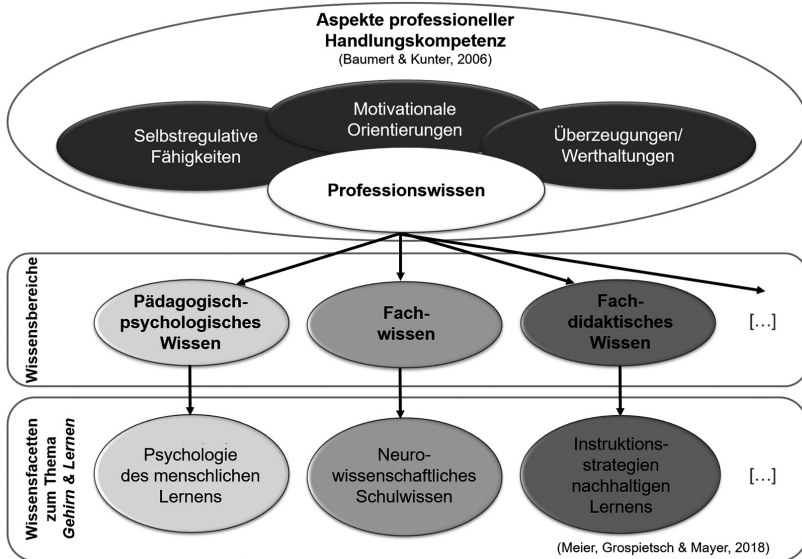 Aspekte professioneller
Handlungskompetenz
(Baumert & Kunter, 2006)
Selbstregulative
Fähigkeiten
Motivationale
Orientierungen
Überzeugungen/
Werthaltungen
Professionswissen
Wissensbereiche
Pädagogisch-
psychologisches
Wissen
Fach-
wissen
Fach-
didaktisches
Wissen
[...]
Wissensfacetten
zum Thema
Gehirn & Lernen
Psychologie
des menschlichen
Lernens
Neuro-
wissenschaftliches
Schulwissen
Instruktions-
strategien
nachhaltigen
Lernens
[...]
(Meier, Grospietsch & Mayer, 2018)